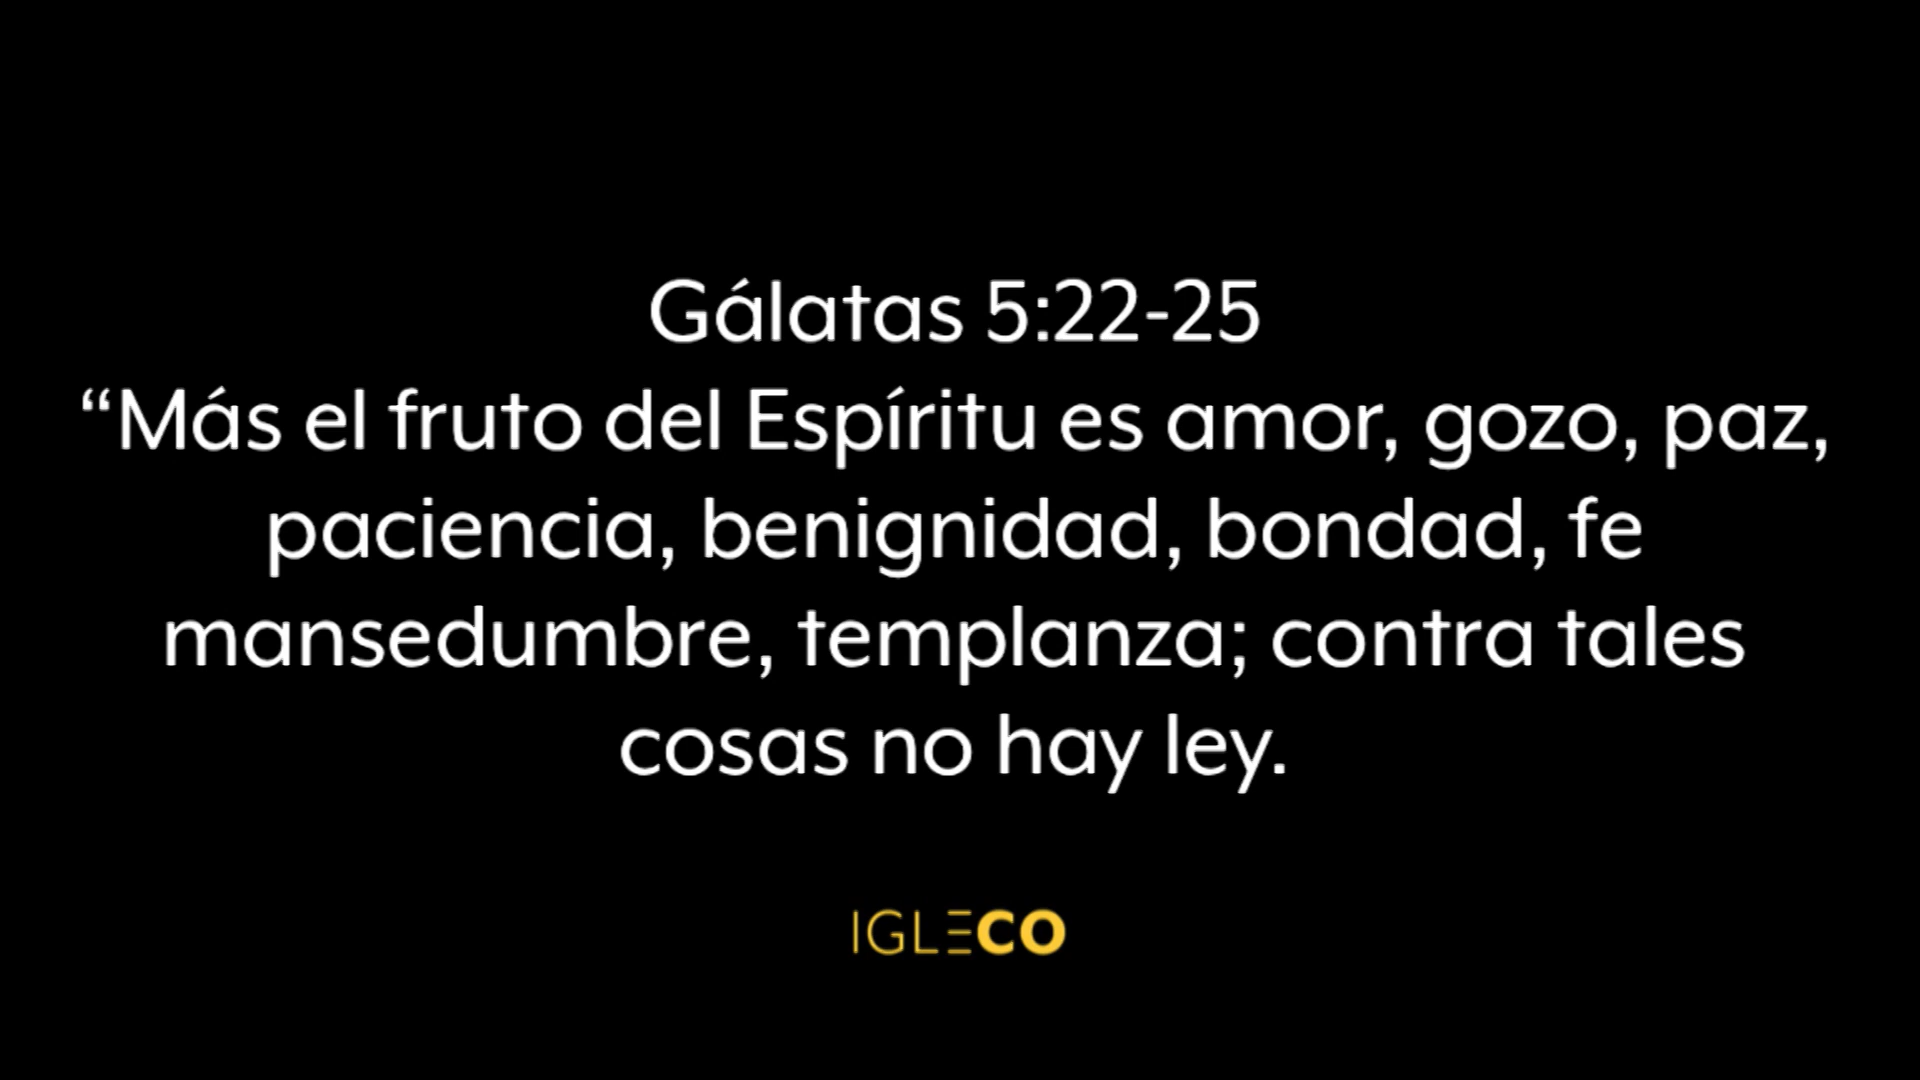 Gálatas 5:22-25
“Más el fruto del Espíritu es amor, gozo, paz,
paciencia, benignidad, bondad, fe
mansedumbre, templanza; contra tales
cosas no hay ley.
IGLECO